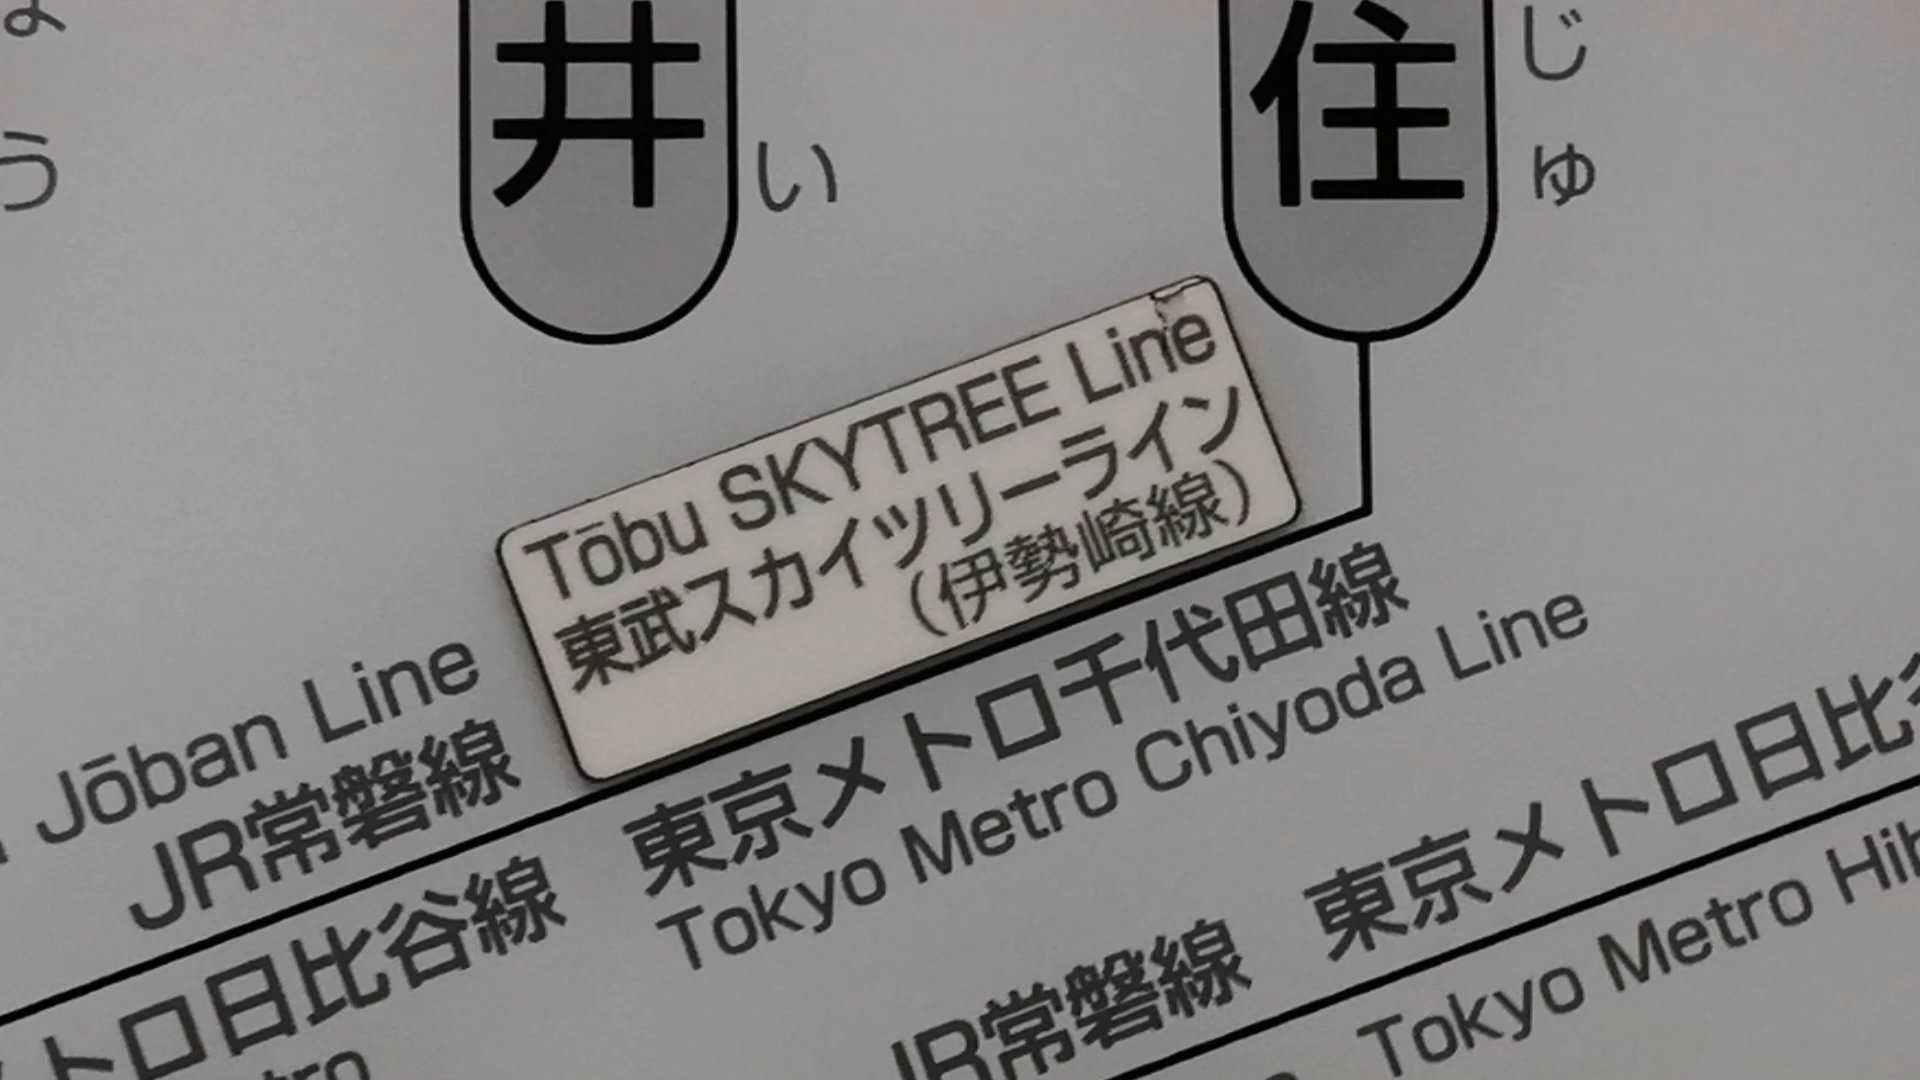 ょ
う
井
い
住
じ
ゅ
Tōbu SKYTREE Line
東武スカイツリーライン
（伊勢崎線）
Jōban Line
JR常磐線
トロ日比谷線 東京メトロ千代田線
Tokyo Metro Chiyoda Line
JR常磐線 東京メトロ日比谷
Tokyo Metro Hib